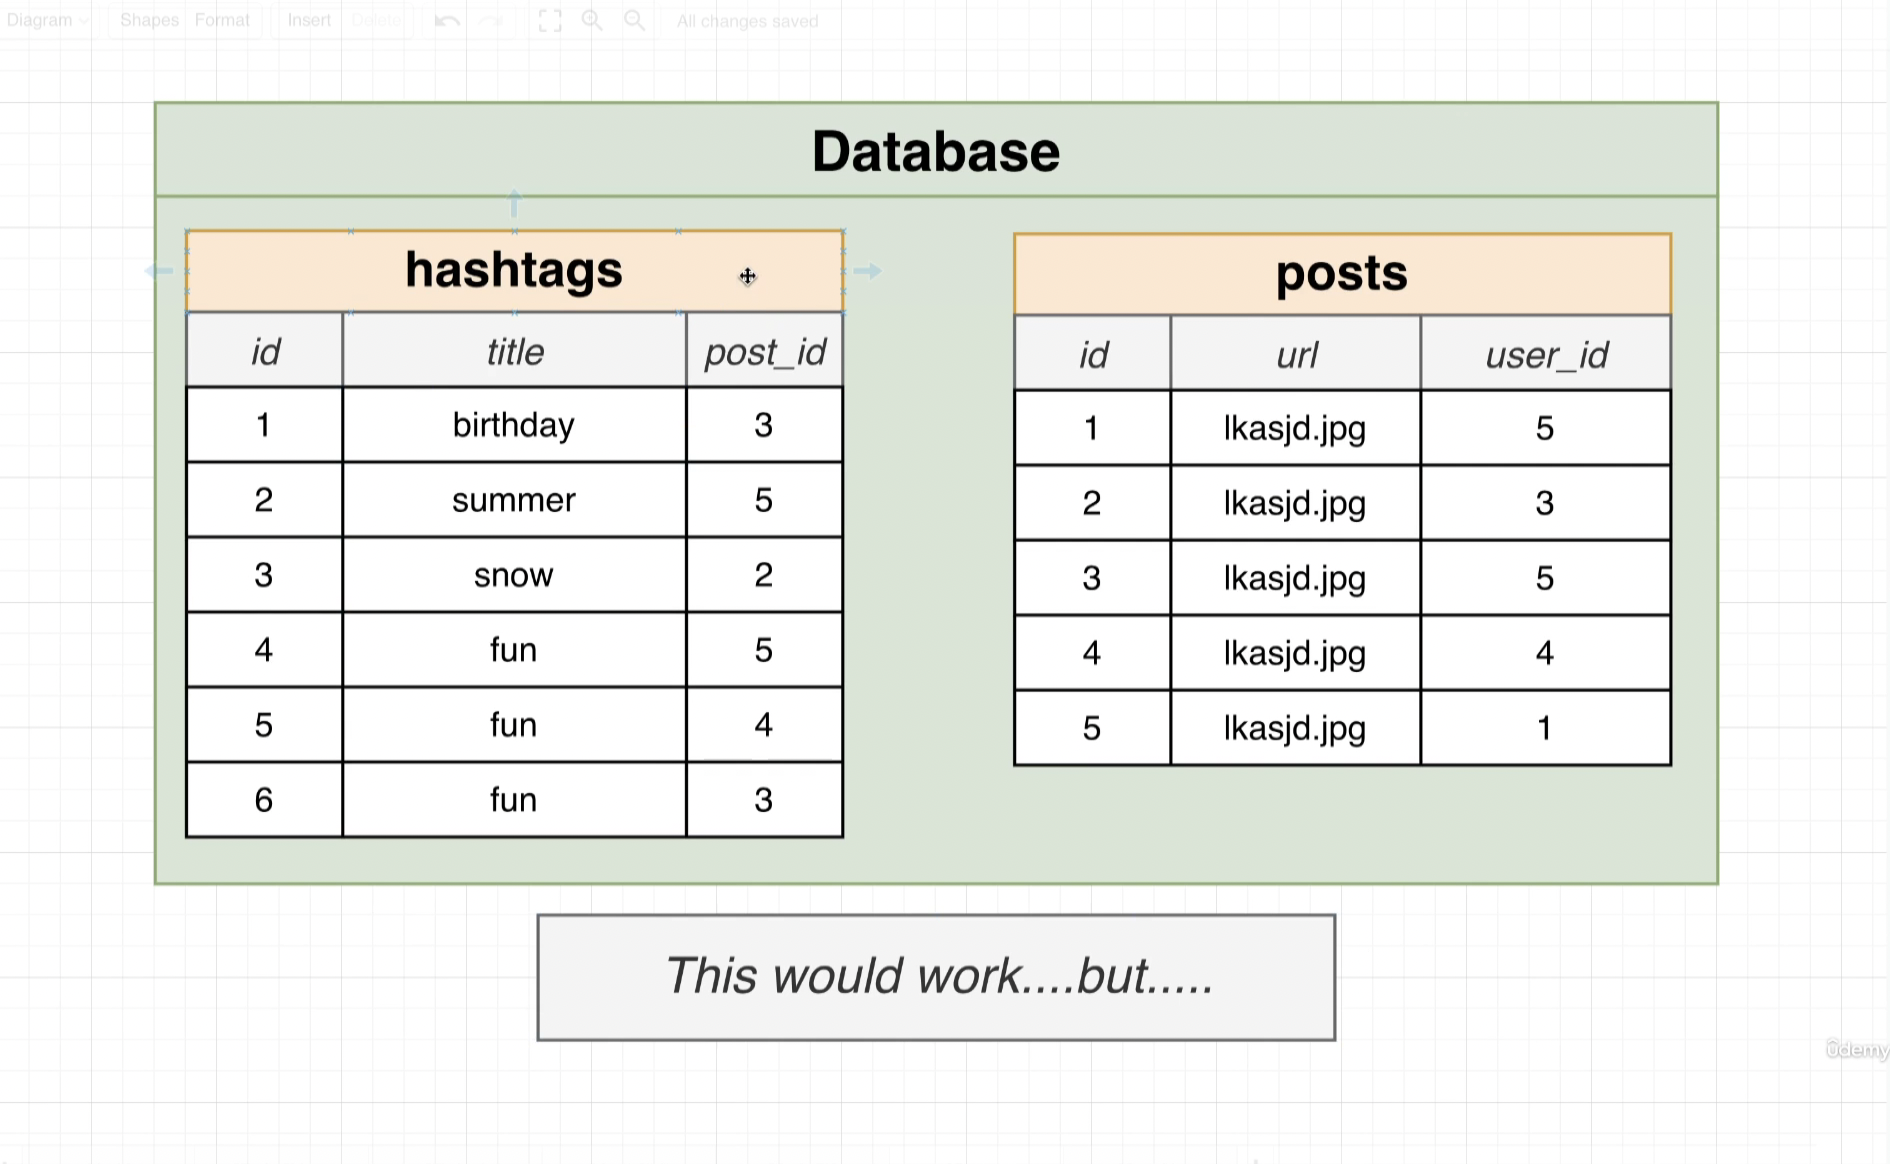 Diagram Shapes Format Insert Delete All changes saved
Database
hashtags
id title post_id
1 birthday 3
2 summer 5
3 snow 2
4 fun 5
5 fun 4
6 fun 3
posts
id url user_id
1 lkasjd.jpg 5
2 lkasjd.jpg 3
3 lkasjd.jpg 5
4 lkasjd.jpg 4
5 lkasjd.jpg 1
This would work....but.....
ûdemy